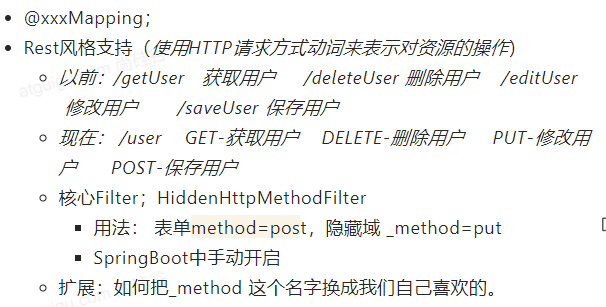 @xxxMapping；
Rest风格支持（使用HTTP请求方式动词来表示对资源的操作）
以前：/getUser 获取用户 /deleteUser 删除用户 /editUser
修改用户 /saveUser 保存用户
现在： /user GET-获取用户 DELETE-删除用户 PUT-修改用
户 POST-保存用户
核心Filter；HiddenHttpMethodFilter
用法： 表单method=post，隐藏域 _method=put
SpringBoot中手动开启
扩展：如何把_method 这个名字换成我们自己喜欢的。